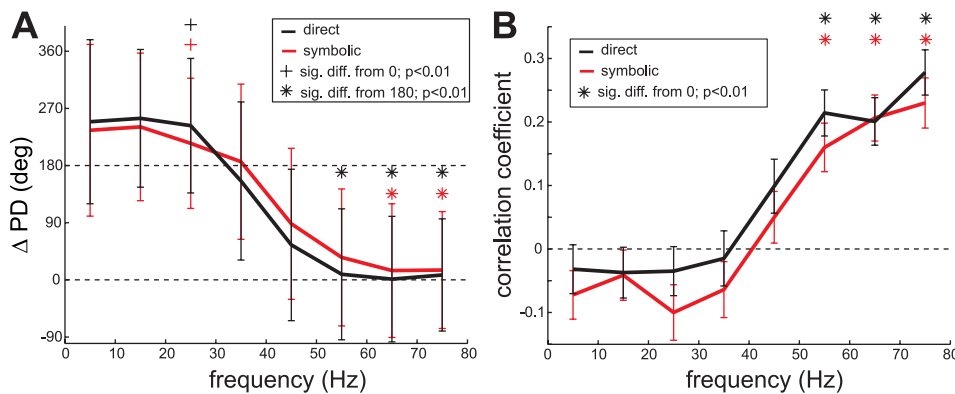 A
direct
symbolic
+ sig. diff. from 0; p<0.01
* sig. diff. from 180; p<0.01
360
270
180
90
0
-90
Δ PD (deg)
0 10 20 30 40 50 60 70 80
frequency (Hz)
B
direct
symbolic
* sig. diff. from 0; p<0.01
0.3
0.2
0.1
0
-0.1
correlation coefficient
0 10 20 30 40 50 60 70 80
frequency (Hz)